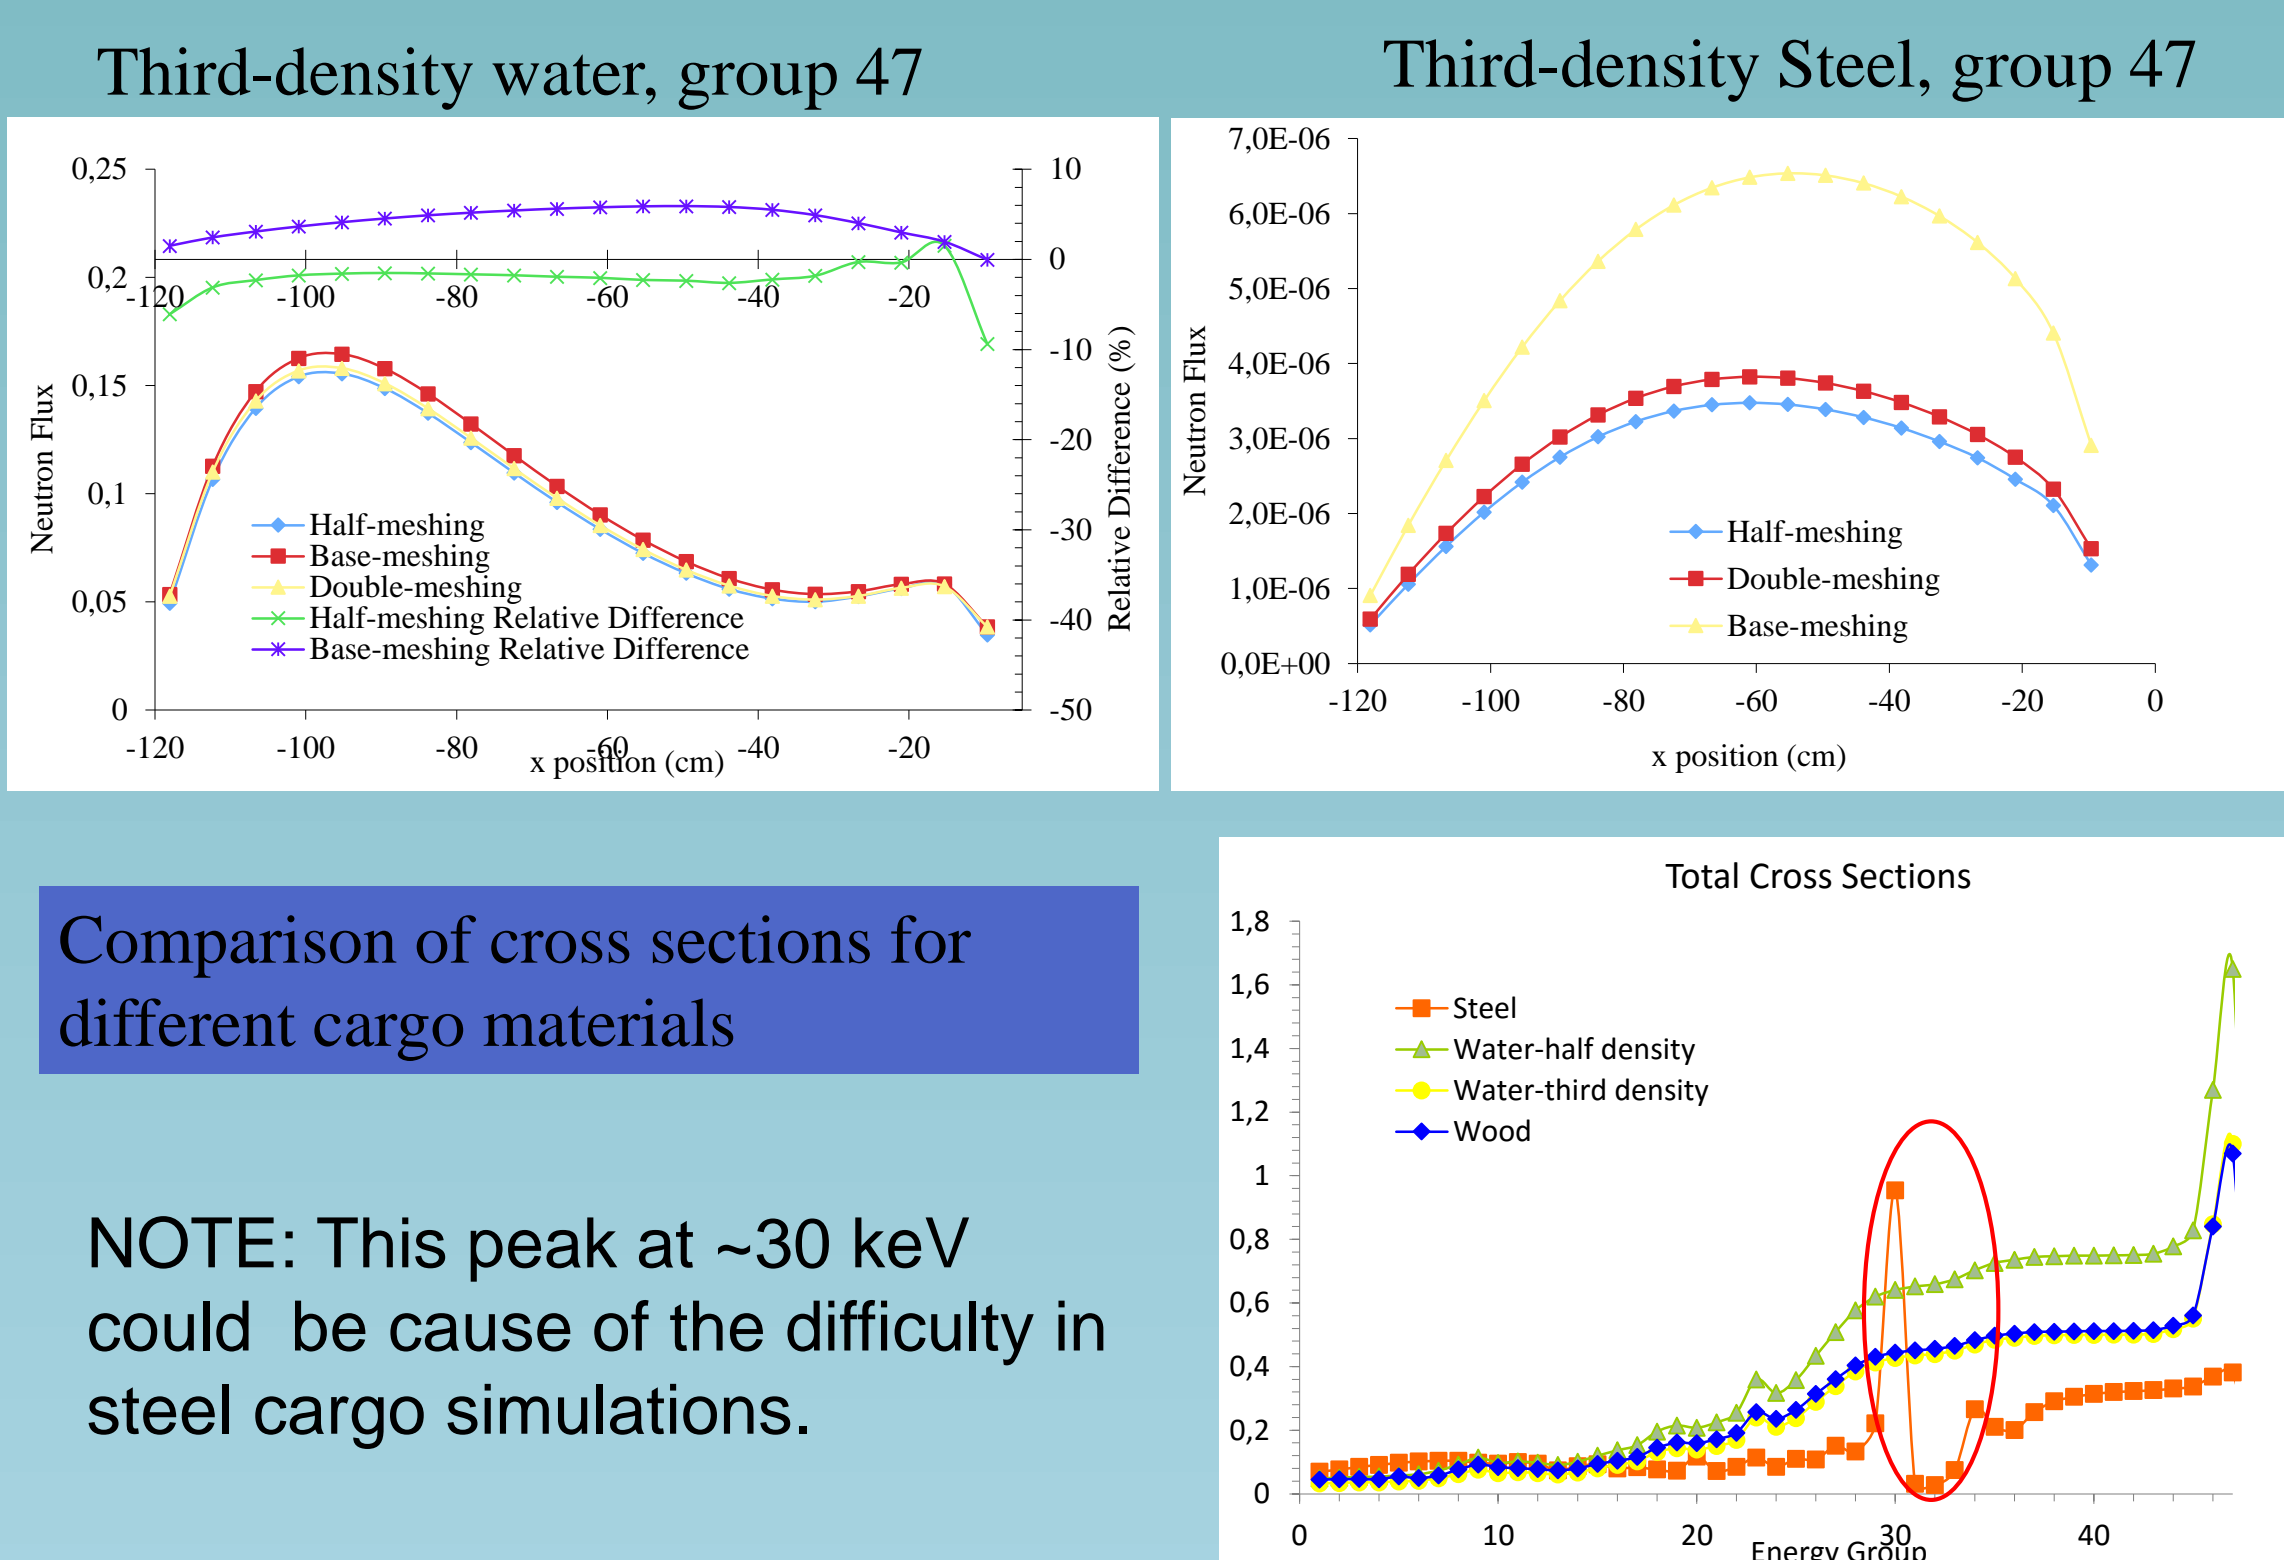 Third-density water, group 47
Third-density Steel, group 47
0,25
0,2
0,15
0,1
0,05
0
Neutron Flux
10
0
-10
-20
-30
-40
-50
Relative Difference (%)
-120
-100
-80
-60
-40
-20
Half-meshing
Base-meshing
Double-meshing
Half-meshing Relative Difference
Base-meshing Relative Difference
-120
-100
-80
-60
-40
-20
x position (cm)
7,0E-06
6,0E-06
5,0E-06
4,0E-06
3,0E-06
2,0E-06
1,0E-06
0,0E+00
Neutron Flux
Half-meshing
Double-meshing
Base-meshing
-120
-100
-80
-60
-40
-20
0
x position (cm)
Comparison of cross sections for
different cargo materials
NOTE: This peak at ~30 keV
could be cause of the difficulty in
steel cargo simulations.
Total Cross Sections
1,8
1,6
1,4
1,2
1
0,8
0,6
0,4
0,2
0
Steel
Water-half density
Water-third density
Wood
0
10
20
30
40
Energy Group